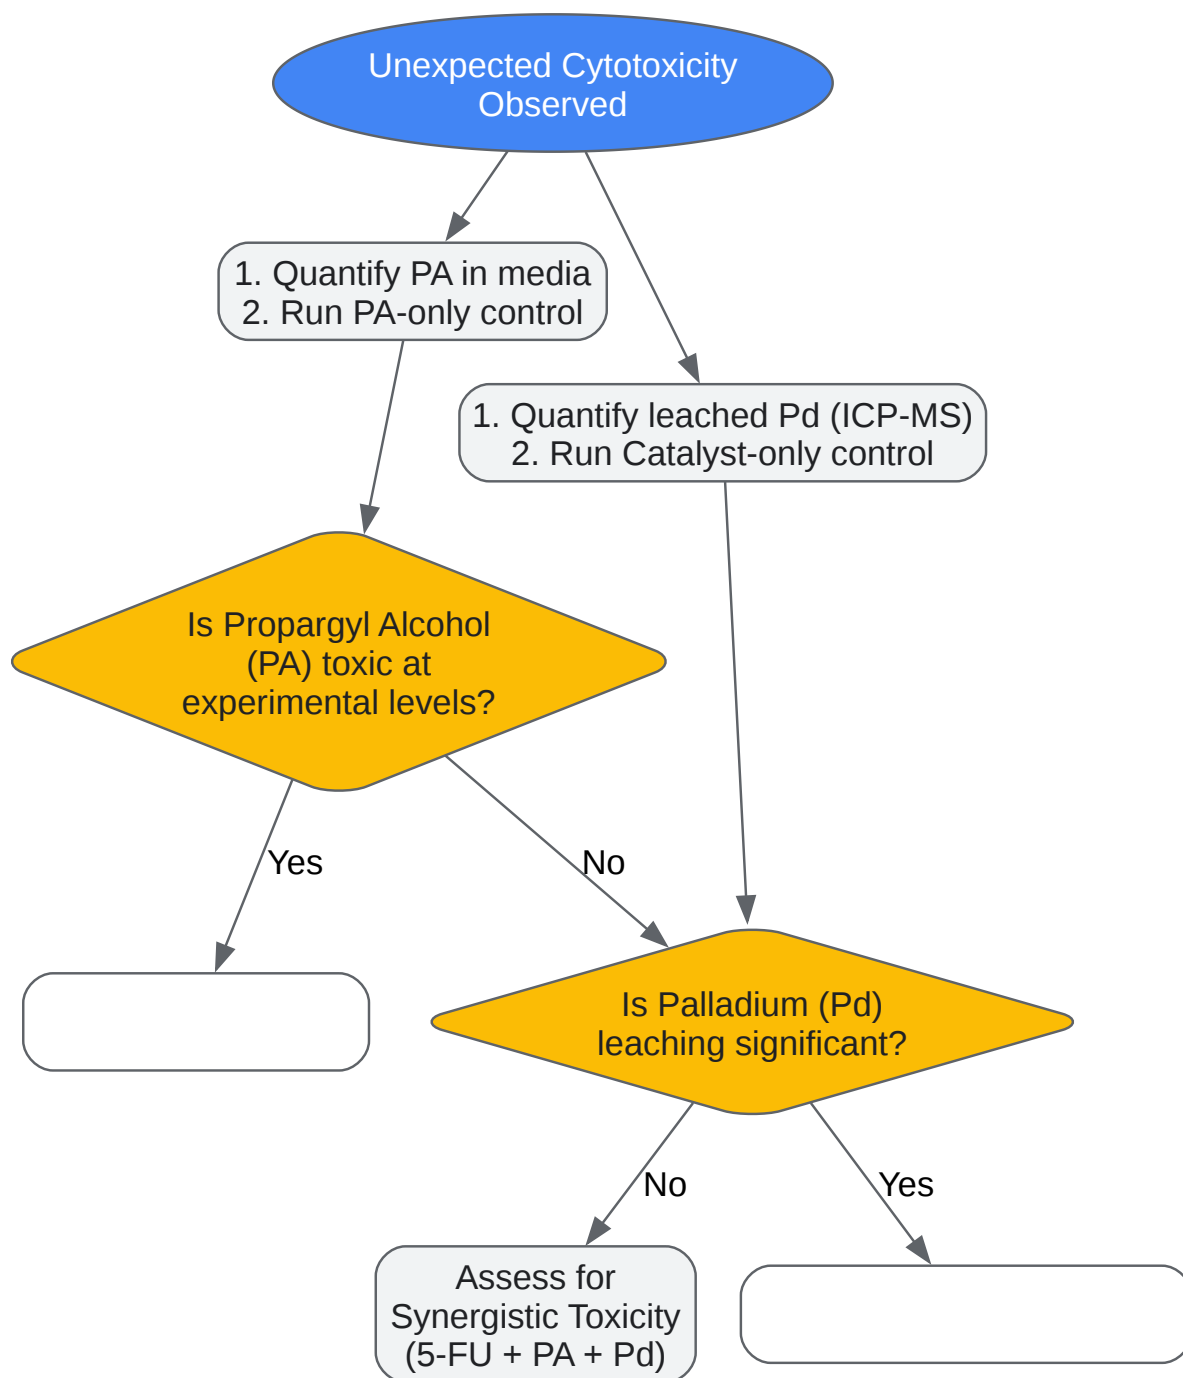 Unexpected Cytotoxicity
Observed
1. Quantify PA in media
2. Run PA-only control
1. Quantify leached Pd (ICP-MS)
2. Run Catalyst-only control
Is Propargyl Alcohol
(PA) toxic at
experimental levels?
Yes
No
Is Palladium (Pd)
leaching significant?
No
Yes
Assess for
Synergistic Toxicity
(5-FU + PA + Pd)